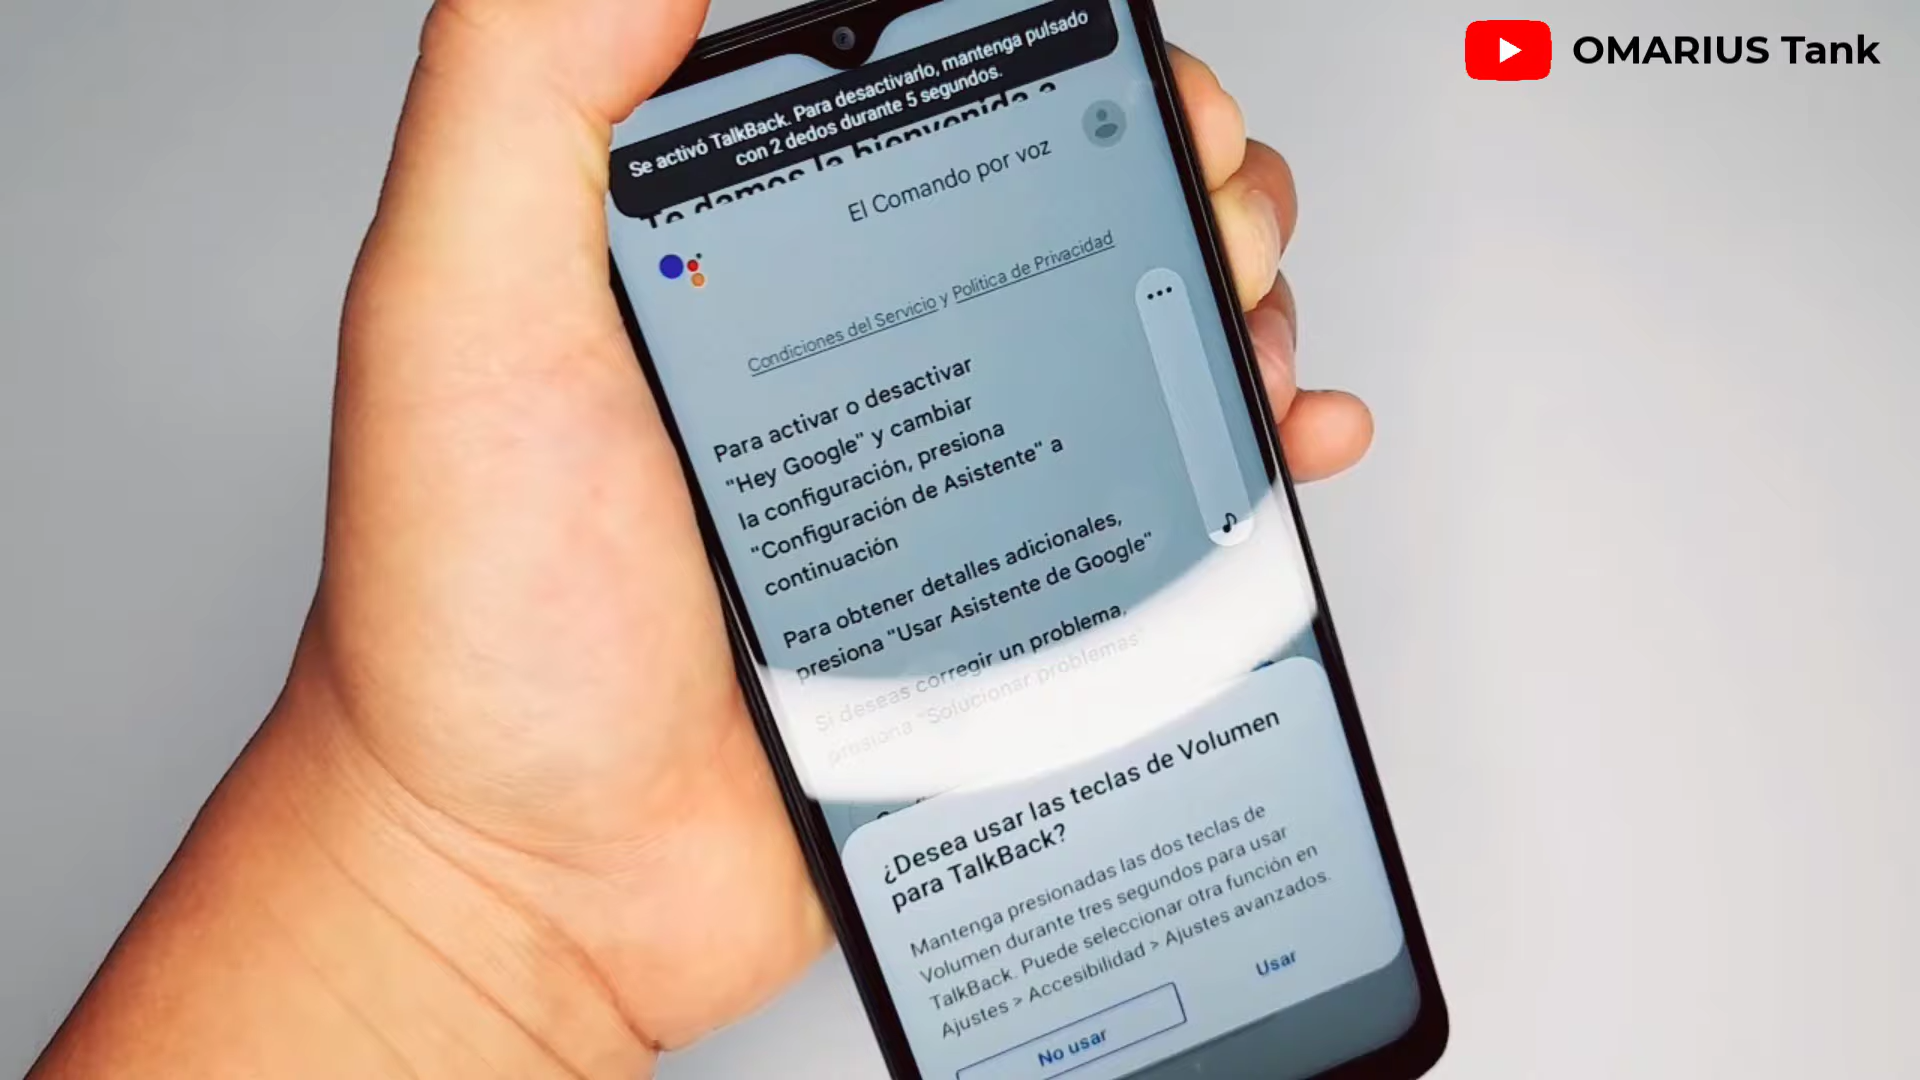 OMARIUS Tank
Se activó TalkBack. Para desactivarlo, mantenga pulsado
con 2 dedos durante 5 segundos.
Te damos la bienvenida a
El Comando por voz
Condiciones del Servicio y Política de Privacidad
Para activar o desactivar
"Hey Google" y cambiar
la configuración, presiona
"Configuración de Asistente" a
continuación
Para obtener detalles adicionales,
presiona "Usar Asistente de Google"
Si deseas corregir un problema,
presiona "Solucionar problemas"
¿Desea usar las teclas de Volumen
para TalkBack?
Mantenga presionadas las dos teclas de
Volumen durante tres segundos para usar
TalkBack. Puede seleccionar otra función en
Ajustes > Accesibilidad > Ajustes avanzados.
Usar
No usar